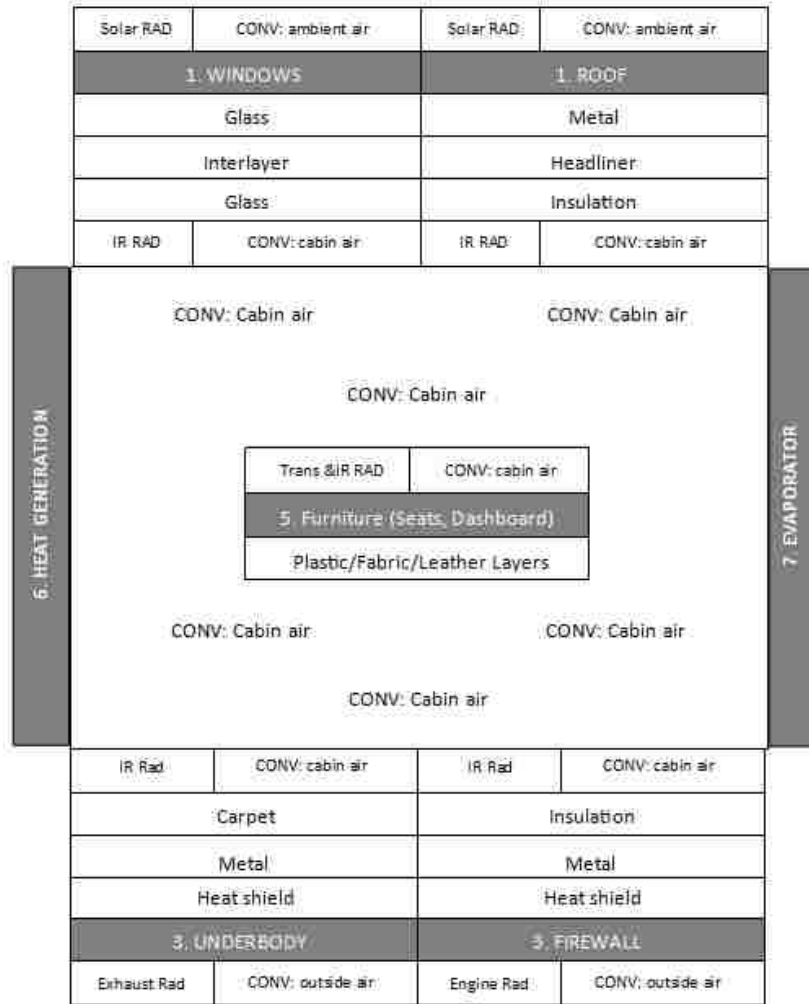 Solar RAD CONV: ambient air Solar RAD CONV: ambient air
1. WINDOWS 1. ROOF
Glass Metal
Interlayer Headliner
Glass Insulation
IR RAD CONV: cabin air IR RAD CONV: cabin air
CONV: Cabin air CONV: Cabin air
CONV: Cabin air
6. HEAT GENERATION
Trans &IR RAD CONV: cabin air
5. Furniture (Seats, Dashboard)
Plastic/Fabric/Leather Layers
7. EVAPORATOR
CONV: Cabin air CONV: Cabin air
CONV: Cabin air
IR Rad CONV: cabin air IR Rad CONV: cabin air
Carpet Insulation
Metal Metal
Heat shield Heat shield
3. UNDERBODY 3. FIREWALL
Exhaust Rad CONV: outside air Engine Rad CONV: outside air